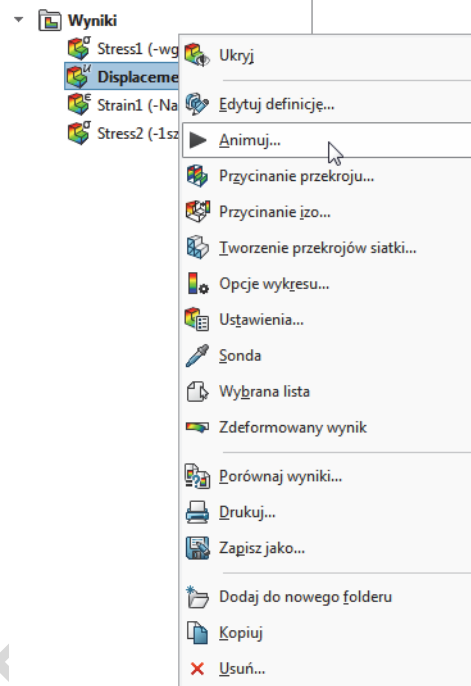 Wyniki
Stress1 (-wg
Displaceme
Strain1 (-Na
Stress2 (-1sz
Ukryj
Edytuj definicję...
Animuj...
Przycinanie przekroju...
Przycinanie izo...
Tworzenie przekrojów siatki...
Opcje wykresu...
Ustawienia...
Sonda
Wybrana lista
Zdeformowany wynik
Porównaj wyniki...
Drukuj...
Zapisz jako...
Dodaj do nowego folderu
Kopiuj
Usuń...